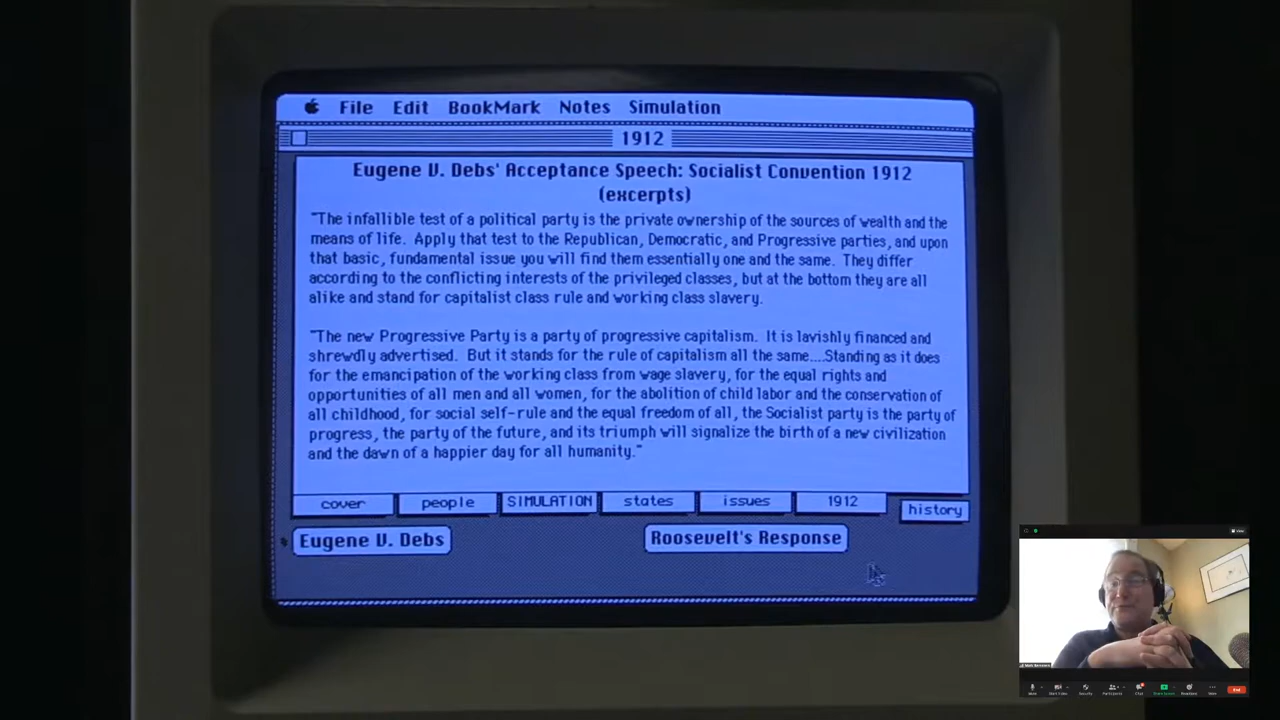 File Edit BookMark Notes Simulation
1912
Eugene V. Debs' Acceptance Speech: Socialist Convention 1912
(excerpts)
"The infallible test of a political party is the private ownership of the sources of wealth and the
means of life. Apply that test to the Republican, Democratic, and Progressive parties, and upon
that basic, fundamental issue you will find them essentially one and the same. They differ
according to the conflicting interests of the privileged classes, but at the bottom they are all
alike and stand for capitalist class rule and working class slavery.
"The new Progressive Party is a party of progressive capitalism. It is lavishly financed and
shrewdly advertised. But it stands for the rule of capitalism all the same....Standing as it does
for the emancipation of the working class from wage slavery, for the equal rights and
opportunities of all men and all women, for the abolition of child labor and the conservation of
all childhood, for social self-rule and the equal freedom of all, the Socialist party is the party of
progress, the party of the future, and its triumph will signalize the birth of a new civilization
and the dawn of a happier day for all humanity."
cover people SIMULATION states issues 1912 history
Eugene V. Debs Roosevelt's Response